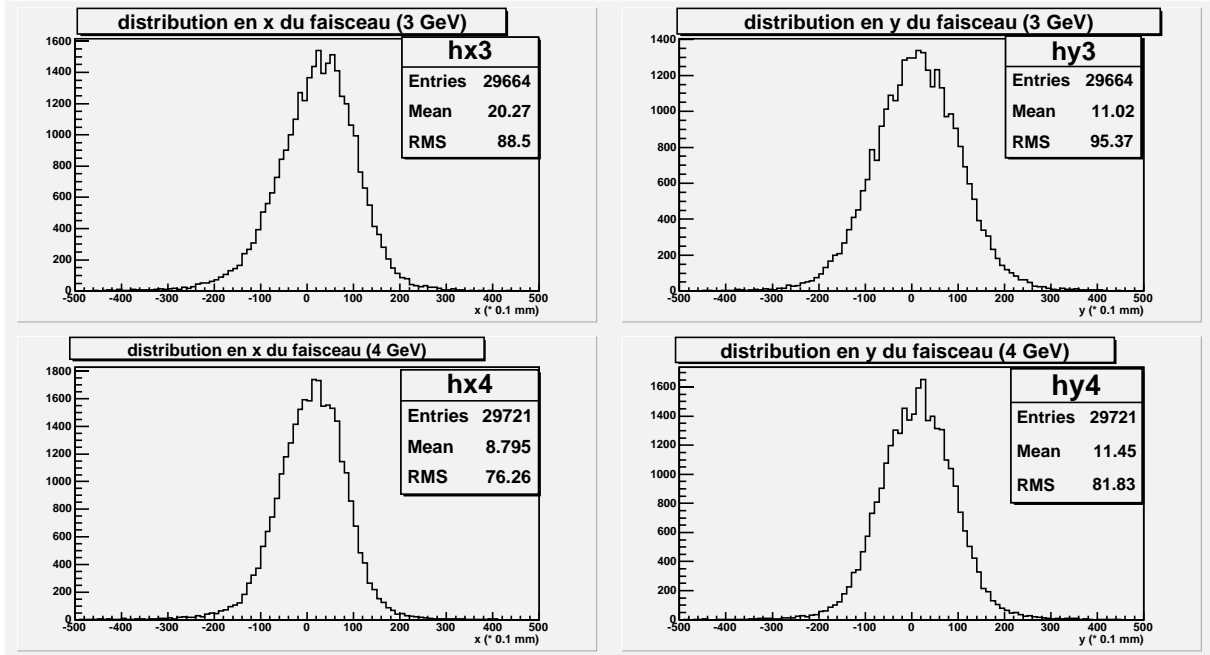 distribution en x du faisceau (3 GeV)
hx3
Entries 29664
Mean 20.27
RMS 88.5
1600
1400
1200
1000
800
600
400
200
0
-500 -400 -300 -200 -100 0 100 200 300 400 500
x (* 0.1 mm)
distribution en y du faisceau (3 GeV)
hy3
Entries 29664
Mean 11.02
RMS 95.37
1400
1200
1000
800
600
400
200
0
-500 -400 -300 -200 -100 0 100 200 300 400 500
y (* 0.1 mm)
distribution en x du faisceau (4 GeV)
hx4
Entries 29721
Mean 8.795
RMS 76.26
1800
1600
1400
1200
1000
800
600
400
200
0
-500 -400 -300 -200 -100 0 100 200 300 400 500
x (* 0.1 mm)
distribution en y du faisceau (4 GeV)
hy4
Entries 29721
Mean 11.45
RMS 81.83
1600
1400
1200
1000
800
600
400
200
0
-500 -400 -300 -200 -100 0 100 200 300 400 500
y (* 0.1 mm)